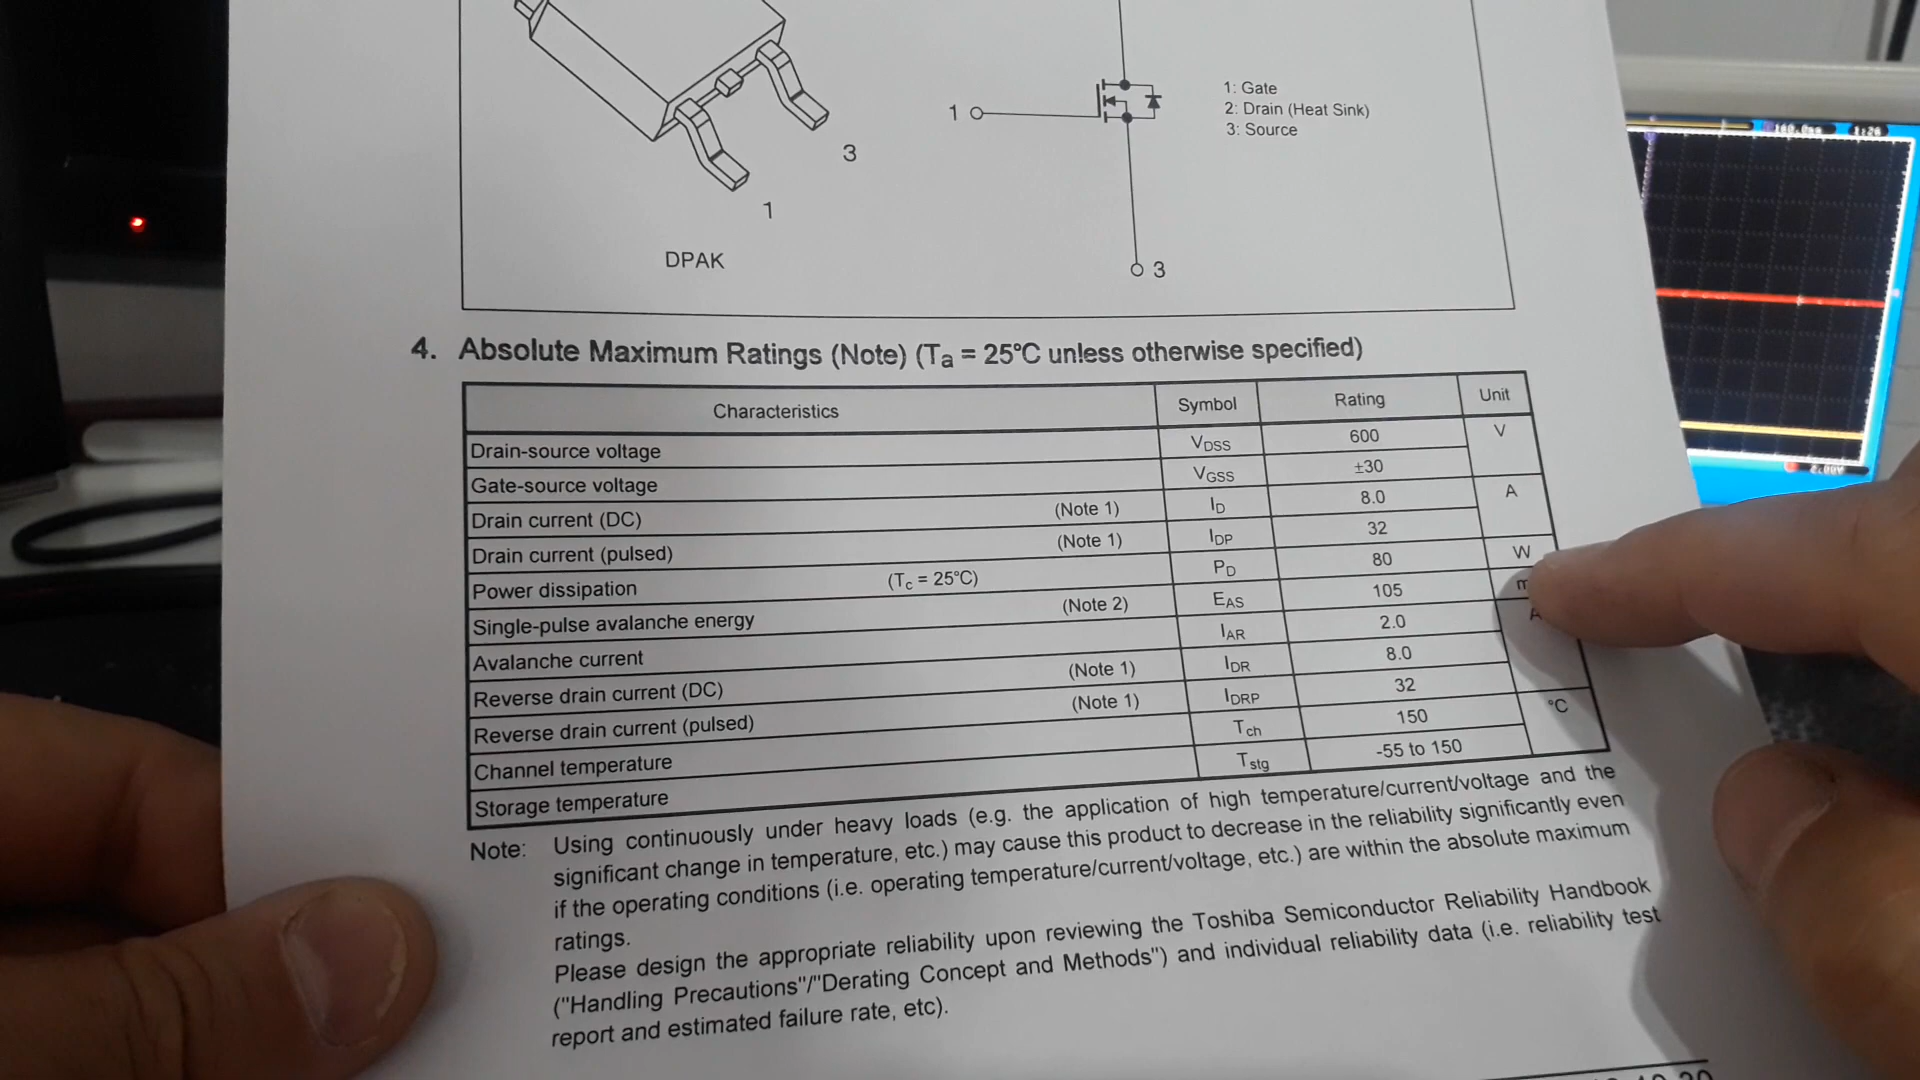 1
1: Gate
2: Drain (Heat Sink)
3: Source
3
1
DPAK
3
4. Absolute Maximum Ratings (Note) (Ta = 25°C unless otherwise specified)
Characteristics Symbol Rating Unit
Drain-source voltage VDSS 600 V
Gate-source voltage VGSS ±30
Drain current (DC) (Note 1) ID 8.0 A
Drain current (pulsed) (Note 1) IDP 32
Power dissipation (Tc = 25°C) PD 80 W
Single-pulse avalanche energy (Note 2) EAS 105 m
Avalanche current IAR 2.0 A
Reverse drain current (DC) (Note 1) IDR 8.0
Reverse drain current (pulsed) (Note 1) IDRP 32
Channel temperature Tch 150 °C
Storage temperature Tstg -55 to 150
Note: Using continuously under heavy loads (e.g. the application of high temperature/current/voltage and the
significant change in temperature, etc.) may cause this product to decrease in the reliability significantly even
if the operating conditions (i.e. operating temperature/current/voltage, etc.) are within the absolute maximum
ratings.
Please design the appropriate reliability upon reviewing the Toshiba Semiconductor Reliability Handbook
("Handling Precautions"/"Derating Concept and Methods") and individual reliability data (i.e. reliability test
report and estimated failure rate, etc).